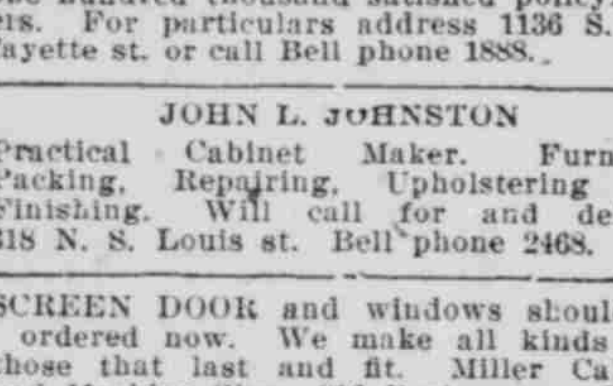 ers. For particulars address 1136 S.
fayette st. or call Bell phone 1888.
JOHN L. JOHNSTON
Practical Cabinet Maker. Furn
Packing, Repairing, Upholstering
Finishing. Will call for and de
318 N. S. Louis st. Bell phone 2468.
SCREEN DOOR and windows shoul
ordered now. We make all kinds
those that last and fit. Miller Ca